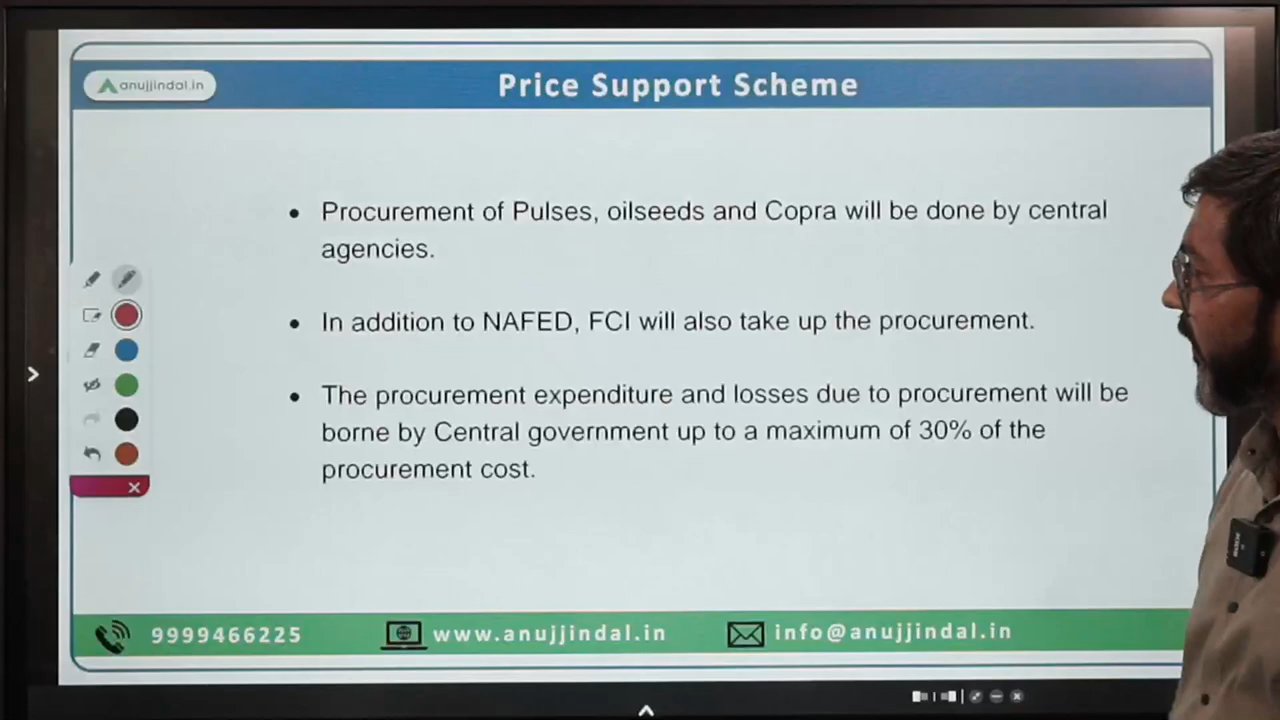 anujjindal.in
Price Support Scheme
• Procurement of Pulses, oilseeds and Copra will be done by central
agencies.
• In addition to NAFED, FCI will also take up the procurement.
• The procurement expenditure and losses due to procurement will be
borne by Central government up to a maximum of 30% of the
procurement cost.
9999466225
www.anujjindal.in
info@anujjindal.in